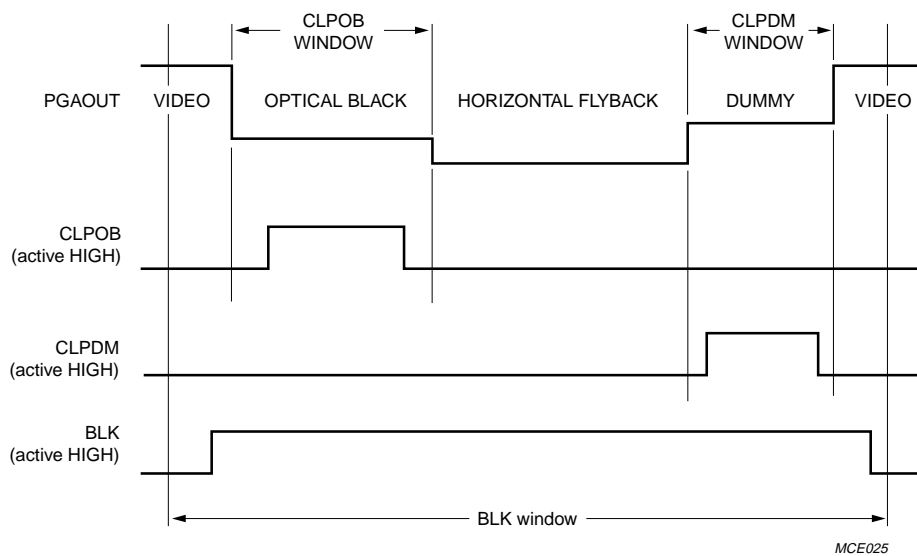 CLPOB
WINDOW
CLPDM
WINDOW
PGAOUT VIDEO OPTICAL BLACK HORIZONTAL FLYBACK DUMMY VIDEO
CLPOB
(active HIGH)
CLPDM
(active HIGH)
BLK
(active HIGH)
BLK window
MCE025